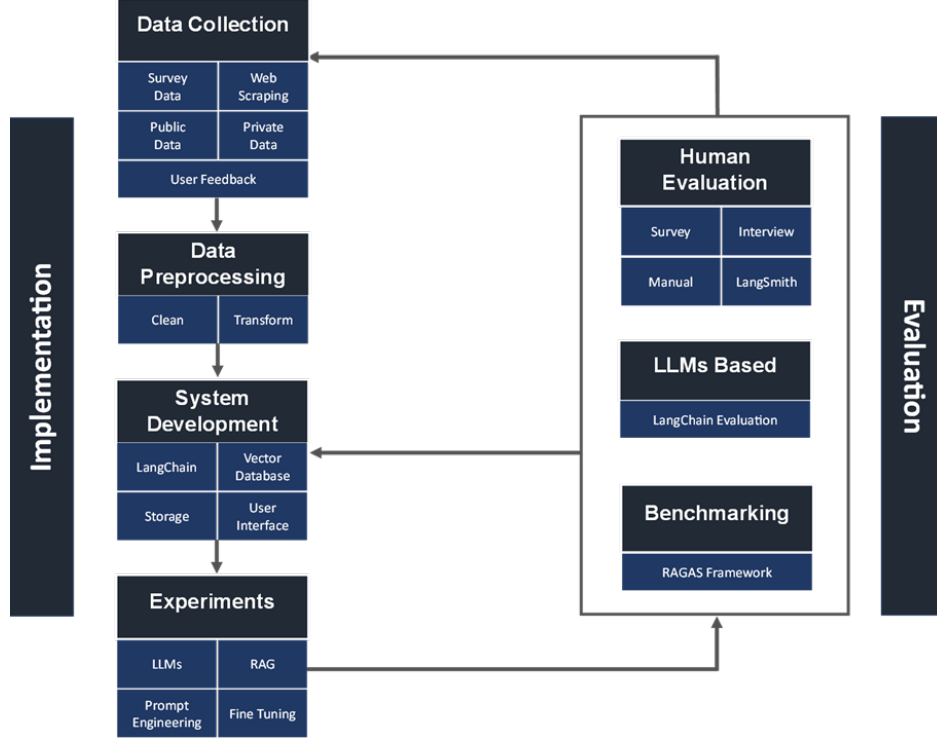 Implementation
Data Collection
Survey
Data
Web
Scraping
Public
Data
Private
Data
User Feedback
Data
Preprocessing
Clean
Transform
System
Development
LangChain
Vector
Database
Storage
User
Interface
Experiments
LLMs
RAG
Prompt
Engineering
Fine Tuning
Human
Evaluation
Survey
Interview
Manual
LangSmith
LLMs Based
LangChain Evaluation
Benchmarking
RAGAS Framework
Evaluation